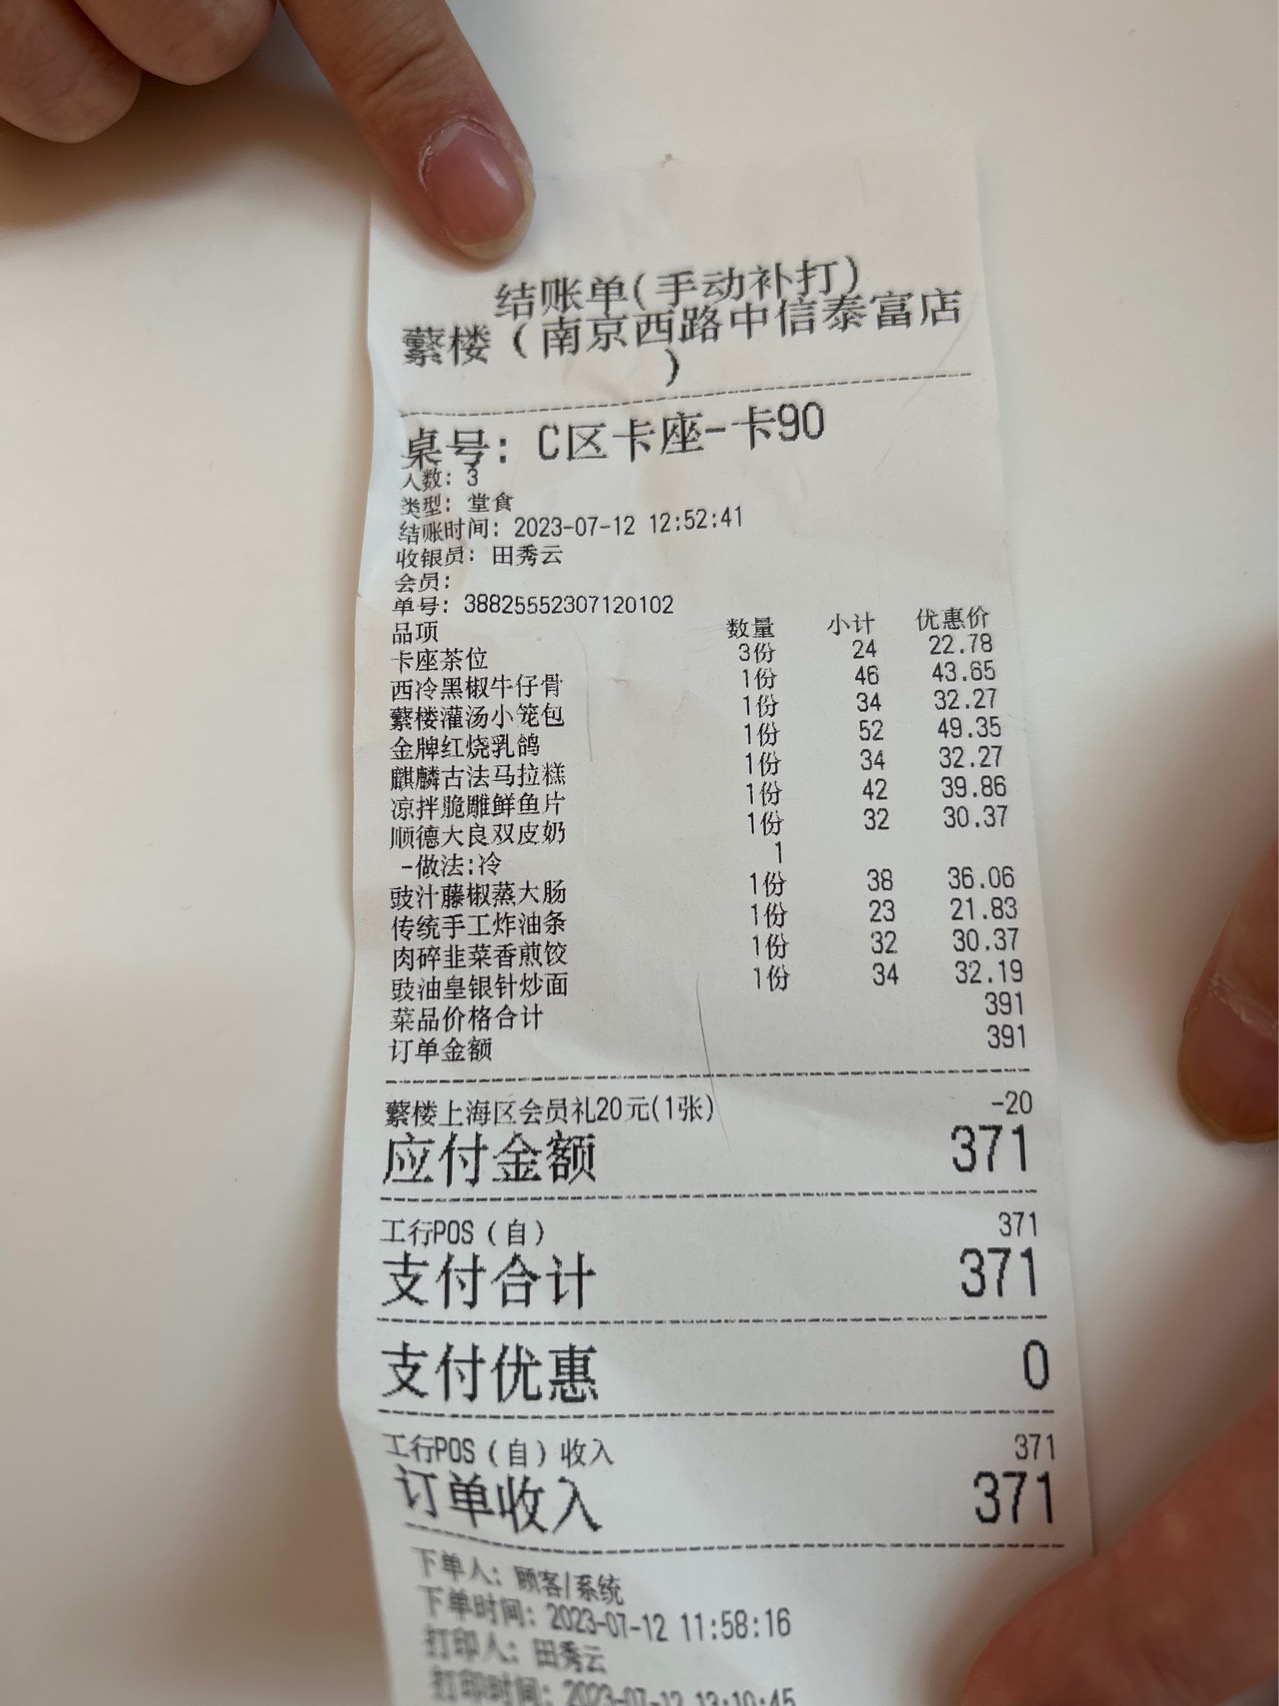 结账单(手动补打)
蘩楼（南京西路中信泰富店
）
桌号: C区卡座-卡90
人数: 3
类型: 堂食
结账时间: 2023-07-12 12:52:41
收银员: 田秀云
会员:
单号: 38825552307120102
品项 数量 小计 优惠价
卡座茶位 3份 24 22.78
西冷黑椒牛仔骨 1份 46 43.65
蘩楼灌汤小笼包 1份 34 32.27
金牌红烧乳鸽 1份 52 49.35
麒麟古法马拉糕 1份 34 32.27
凉拌脆雕鲜鱼片 1份 42 39.86
顺德大良双皮奶 1份 32 30.37
-做法:冷 1
豉汁藤椒蒸大肠 1份 38 36.06
传统手工炸油条 1份 23 21.83
肉碎韭菜香煎饺 1份 32 30.37
豉油皇银针炒面 1份 34 32.19
菜品价格合计 391
订单金额 391
蘩楼上海区会员礼20元(1张) -20
应付金额 371
工行POS（自） 371
支付合计 371
支付优惠 0
工行POS（自）收入 371
订单收入 371
下单人: 顾客/系统
下单时间: 2023-07-12 11:58:16
打印人: 田秀云
打印时间: 2023-07-12 13:10:45